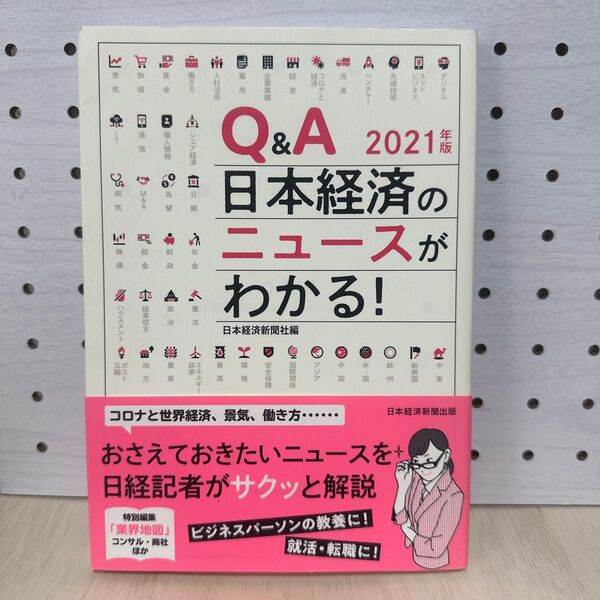 デジタル
ネットビジネス
先端技術
ベンチャー
流通
コロナと経済
経営
企業業績
雇用
人材活用
働き方
賃金
物価
景気
Q&A 2021年版
日本経済の
ニュースが
わかる!
日本経済新聞社編
シェア経済
個人情報
通信
IT
日銀
為替
M&A
病気
年金
財政
税金
株価
憲法
政治
経常収支
ハラスメント
中東
新興国
欧州
米・国
中国
アジア
国際関係
安全保障
環境
資源
エネルギー政策
農業
地方
ポスト五輪
コロナと世界経済、景気、働き方……
日本経済新聞出版
おさえておきたいニュースを
日経記者がサクッと解説
特別編集
「業界地図」
コンサル・商社
ほか
ビジネスパーソンの教養に!
就活・転職に!